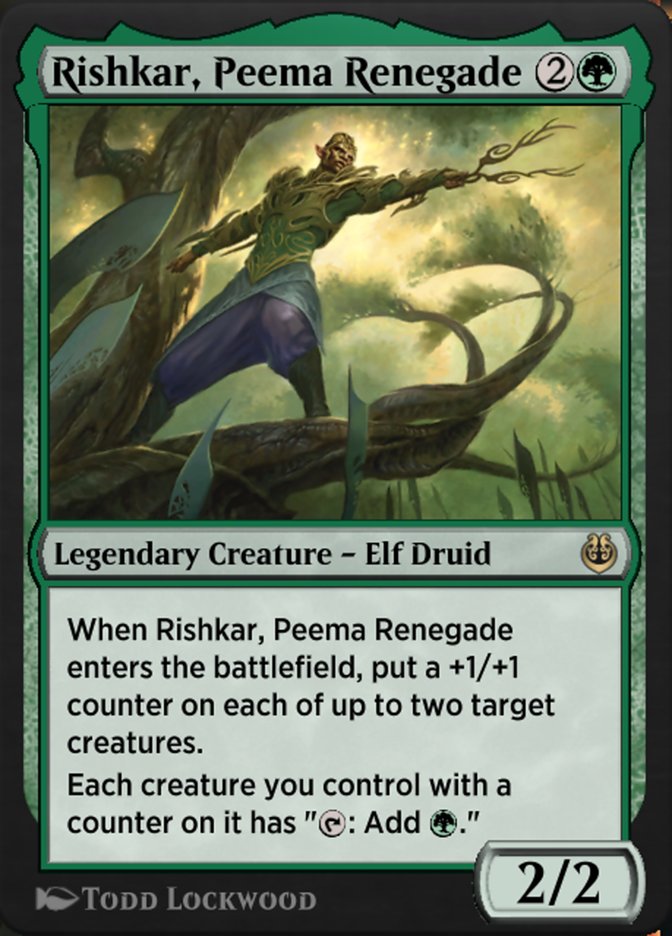 Rishkar, Peema Renegade 2
Legendary Creature – Elf Druid
When Rishkar, Peema Renegade
enters the battlefield, put a +1/+1
counter on each of up to two target
creatures.
Each creature you control with a
counter on it has ": Add ."
Todd Lockwood
2/2